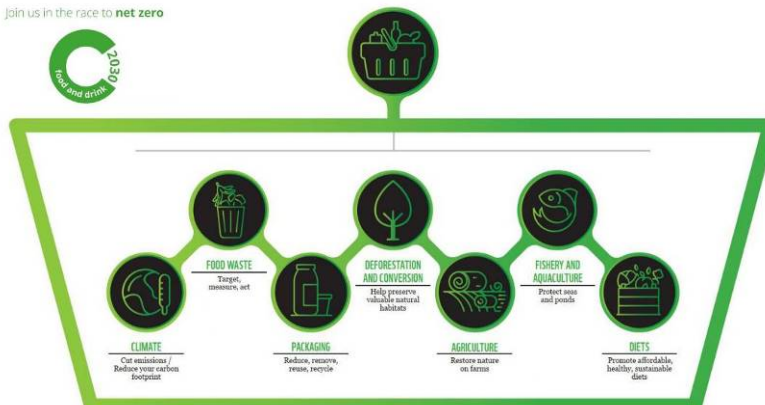 Join us in the race to net zero
2030
food and drink
FOOD WASTE
Target,
measure, act
DEFORESTATION
AND CONVERSION
Help preserve
valuable natural
habitats
FISHERY AND
AQUACULTURE
Protect seas
and ponds
CLIMATE
Cut emissions /
Reduce your carbon
footprint
PACKAGING
Reduce, remove,
reuse, recycle
AGRICULTURE
Restore nature
on farms
DIETS
Promote affordable,
healthy, sustainable
diets